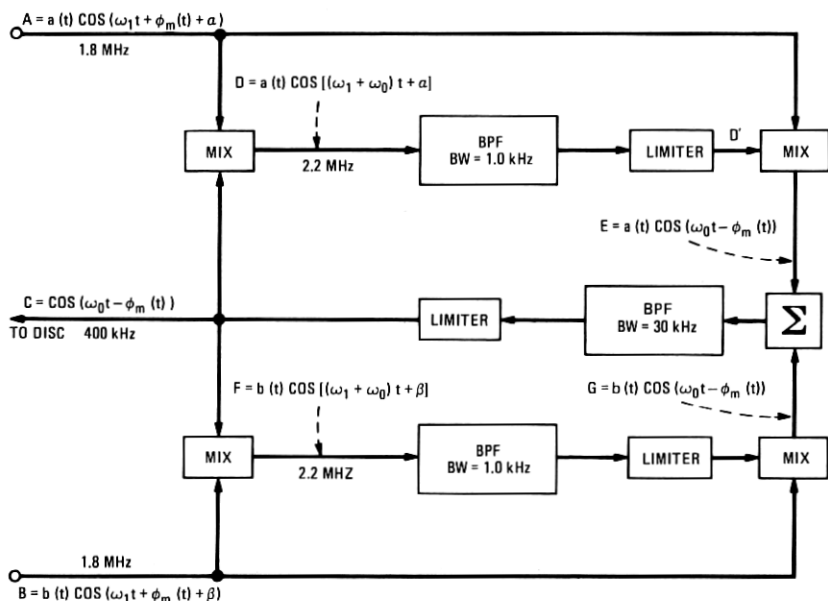 A = a (t) COS (ω₁t + ϕₘ(t) + α)
1.8 MHz
D = a (t) COS [(ω₁ + ω₀) t + α]
MIX
2.2 MHz
BPF
BW = 1.0 kHz
LIMITER
D'
MIX
E = a (t) COS (ω₀t − ϕₘ (t))
C = COS (ω₀t − ϕₘ (t) )
TO DISC 400 kHz
LIMITER
BPF
BW = 30 kHz
Σ
F = b (t) COS [(ω₁ + ω₀) t + β]
G = b (t) COS (ω₀t − ϕₘ (t))
MIX
2.2 MHZ
BPF
BW = 1.0 kHz
LIMITER
MIX
1.8 MHz
B = b (t) COS (ω₁t + ϕₘ (t) + β)